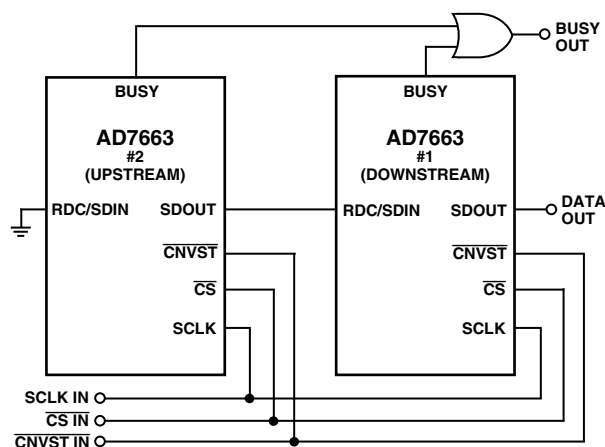 BUSY
OUT
BUSY
BUSY
AD7663
#2
(UPSTREAM)
AD7663
#1
(DOWNSTREAM)
RDC/SDIN
SDOUT
RDC/SDIN
SDOUT
DATA
OUT
CNVST
CNVST
CS
CS
SCLK
SCLK
SCLK IN
CS IN
CNVST IN